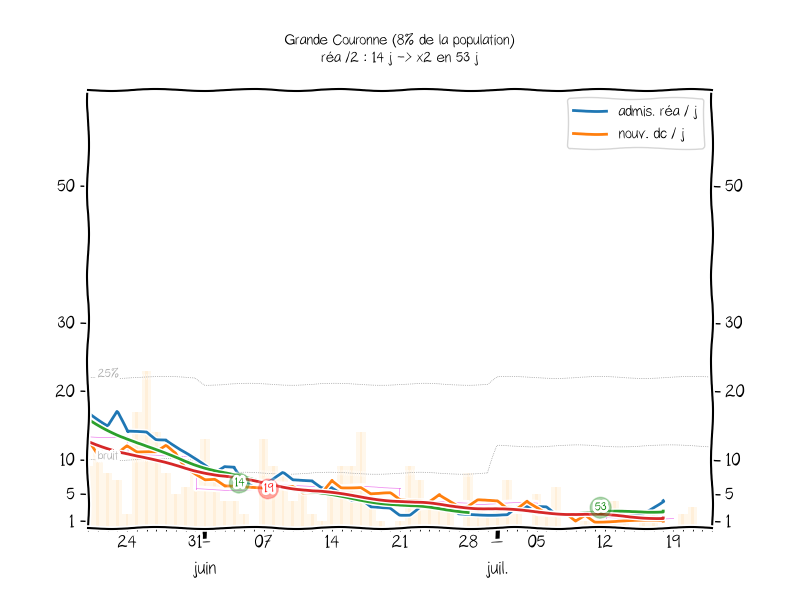 Grande Couronne (8% de la population)
réa /2 : 14 j -> x2 en 53 j
admis. réa / j
nouv. dc / j
50 50
30 30
25%
20 20
bruit
10 10
14 19 53
5 5
1 1
24 31 07 14 21 28 05 12 19
juin juil.